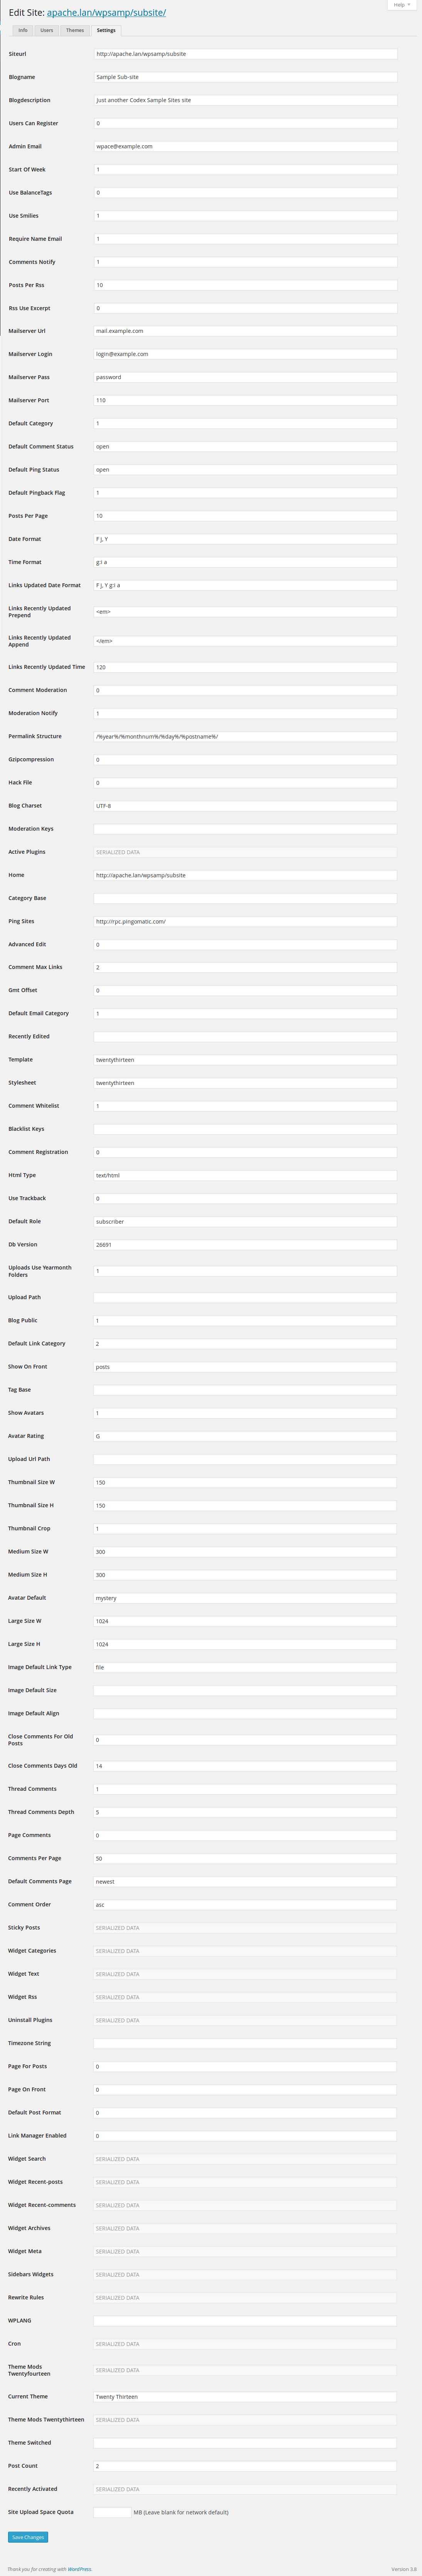 Help
Edit Site: apache.lan/wpsamp/subsite/
Info Users Themes Settings
Siteurl http://apache.lan/wpsamp/subsite
Blogname Sample Sub-site
Blogdescription Just another Codex Sample Sites site
Users Can Register 0
Admin Email wpace@example.com
Start Of Week 1
Use BalanceTags 0
Use Smilies 1
Require Name Email 1
Comments Notify 1
Posts Per Rss 10
Rss Use Excerpt 0
Mailserver Url mail.example.com
Mailserver Login login@example.com
Mailserver Pass password
Mailserver Port 110
Default Category 1
Default Comment Status open
Default Ping Status open
Default Pingback Flag 1
Posts Per Page 10
Date Format F j, Y
Time Format g:i a
Links Updated Date Format F j, Y g:i a
Links Recently Updated
Prepend <em>
Links Recently Updated
Append </em>
Links Recently Updated Time 120
Comment Moderation 0
Moderation Notify 1
Permalink Structure /%year%/%monthnum%/%day%/%postname%/
Gzipcompression 0
Hack File 0
Blog Charset UTF-8
Moderation Keys
Active Plugins SERIALIZED DATA
Home http://apache.lan/wpsamp/subsite
Category Base
Ping Sites http://rpc.pingomatic.com/
Advanced Edit 0
Comment Max Links 2
Gmt Offset 0
Default Email Category 1
Recently Edited
Template twentythirteen
Stylesheet twentythirteen
Comment Whitelist 1
Blacklist Keys
Comment Registration 0
Html Type text/html
Use Trackback 0
Default Role subscriber
Db Version 26691
Uploads Use Yearmonth
Folders 1
Upload Path
Blog Public 1
Default Link Category 2
Show On Front posts
Tag Base
Show Avatars 1
Avatar Rating G
Upload Url Path
Thumbnail Size W 150
Thumbnail Size H 150
Thumbnail Crop 1
Medium Size W 300
Medium Size H 300
Avatar Default mystery
Large Size W 1024
Large Size H 1024
Image Default Link Type file
Image Default Size
Image Default Align
Close Comments For Old
Posts 0
Close Comments Days Old 14
Thread Comments 1
Thread Comments Depth 5
Page Comments 0
Comments Per Page 50
Default Comments Page newest
Comment Order asc
Sticky Posts SERIALIZED DATA
Widget Categories SERIALIZED DATA
Widget Text SERIALIZED DATA
Widget Rss SERIALIZED DATA
Uninstall Plugins SERIALIZED DATA
Timezone String
Page For Posts 0
Page On Front 0
Default Post Format 0
Link Manager Enabled 0
Widget Search SERIALIZED DATA
Widget Recent-posts SERIALIZED DATA
Widget Recent-comments SERIALIZED DATA
Widget Archives SERIALIZED DATA
Widget Meta SERIALIZED DATA
Sidebars Widgets SERIALIZED DATA
Rewrite Rules SERIALIZED DATA
WPLANG
Cron SERIALIZED DATA
Theme Mods
Twentyfourteen SERIALIZED DATA
Current Theme Twenty Thirteen
Theme Mods Twentythirteen SERIALIZED DATA
Theme Switched
Post Count 2
Recently Activated SERIALIZED DATA
Site Upload Space Quota MB (Leave blank for network default)
Save Changes
Thank you for creating with WordPress. Version 3.8